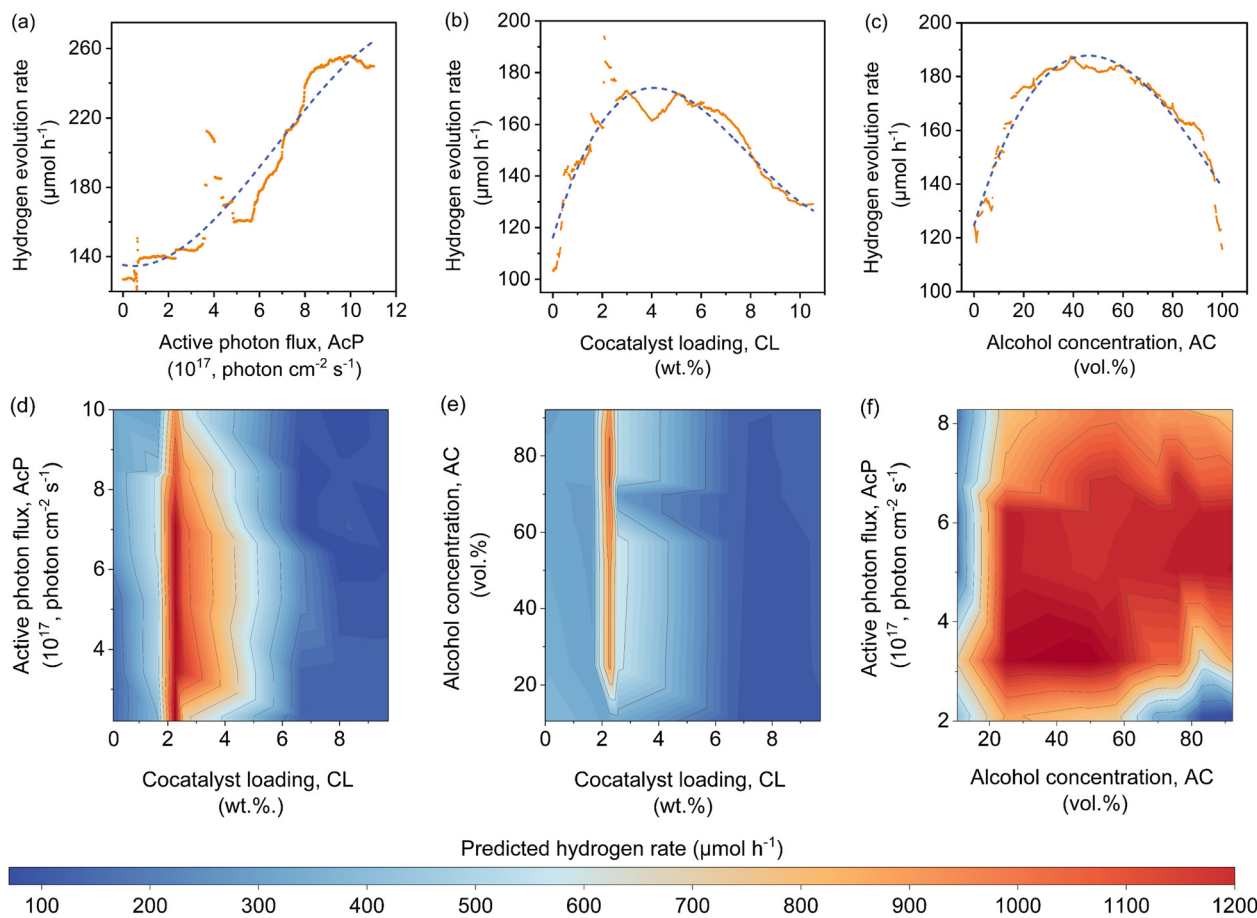 (a)
Hydrogen evolution rate
(µmol h⁻¹)
260
220
180
140
0 2 4 6 8 10 12
Active photon flux, AcP
(10¹⁷, photon cm⁻² s⁻¹)
(b)
Hydrogen evolution rate
(µmol h⁻¹)
200
180
160
140
120
100
0 2 4 6 8 10
Cocatalyst loading, CL
(wt.%)
(c)
Hydrogen evolution rate
(µmol h⁻¹)
200
180
160
140
120
100
0 20 40 60 80 100
Alcohol concentration, AC
(vol.%)
(d)
Active photon flux, AcP
(10¹⁷, photon cm⁻² s⁻¹)
10
8
6
4
0 2 4 6 8
Cocatalyst loading, CL
(wt.%.)
(e)
Alcohol concentration, AC
(vol.%)
80
60
40
20
0 2 4 6 8
Cocatalyst loading, CL
(wt.%)
(f)
Active photon flux, AcP
(10¹⁷, photon cm⁻² s⁻¹)
8
6
4
2
20 40 60 80
Alcohol concentration, AC
(vol.%)
Predicted hydrogen rate (µmol h⁻¹)
100 200 300 400 500 600 700 800 900 1000 1100 1200